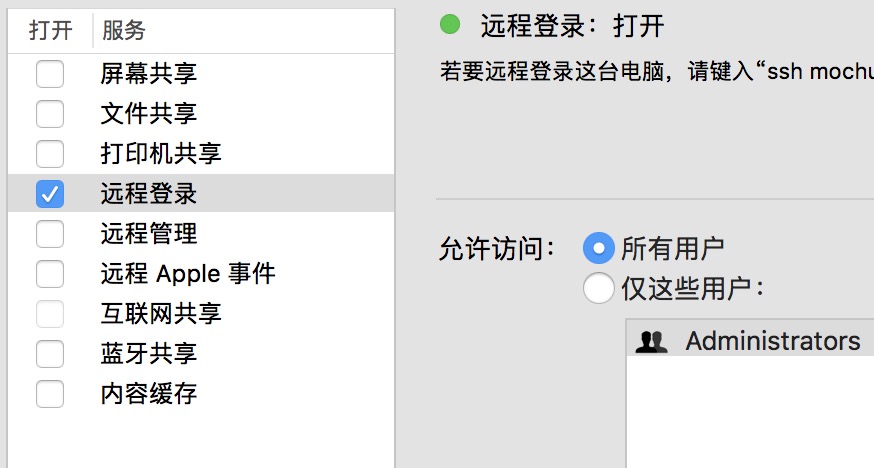 打开 服务
屏幕共享
文件共享
打印机共享
远程登录
远程管理
远程 Apple 事件
互联网共享
蓝牙共享
内容缓存
远程登录：打开
若要远程登录这台电脑，请键入“ssh
允许访问：
所有用户
仅这些用户：
Administrators